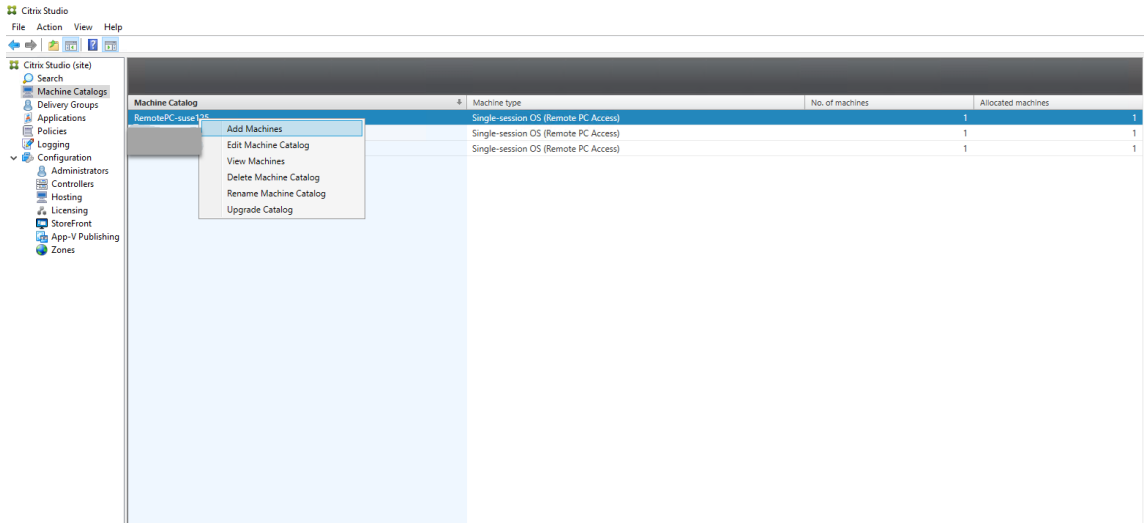 Citrix Studio
File Action View Help
Citrix Studio (site)
Search
Machine Catalogs
Delivery Groups
Applications
Policies
Logging
Configuration
Administrators
Controllers
Hosting
Licensing
StoreFront
App-V Publishing
Zones
Machine Catalog Machine type No. of machines Allocated machines
RemotePC-suse125 Single-session OS (Remote PC Access) 1 1
Single-session OS (Remote PC Access) 1 1
Single-session OS (Remote PC Access) 1 1
Add Machines
Edit Machine Catalog
View Machines
Delete Machine Catalog
Rename Machine Catalog
Upgrade Catalog